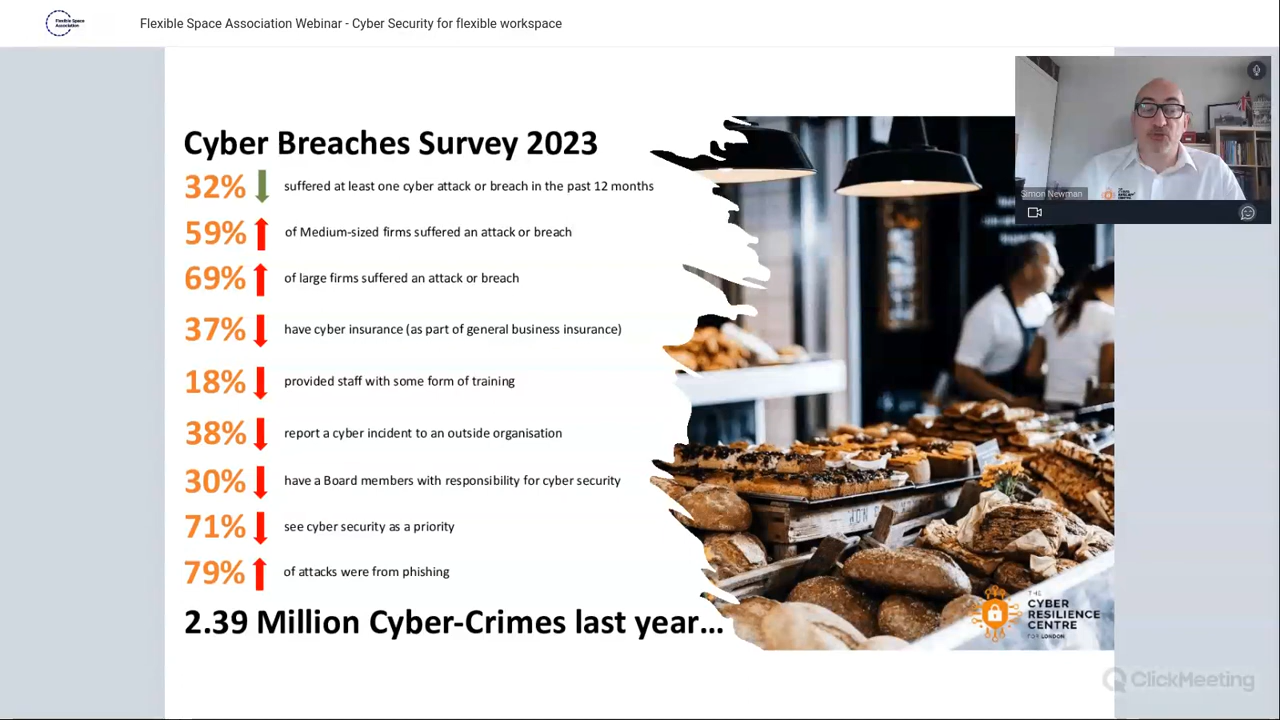 Flexible Space
Association
Flexible Space Association Webinar - Cyber Security for flexible workspace
Cyber Breaches Survey 2023
32% suffered at least one cyber attack or breach in the past 12 months
59% of Medium-sized firms suffered an attack or breach
69% of large firms suffered an attack or breach
37% have cyber insurance (as part of general business insurance)
18% provided staff with some form of training
38% report a cyber incident to an outside organisation
30% have a Board members with responsibility for cyber security
71% see cyber security as a priority
79% of attacks were from phishing
2.39 Million Cyber-Crimes last year...
Simon Newman
THE
CYBER
RESILIENCE
CENTRE
FOR LONDON
ClickMeeting